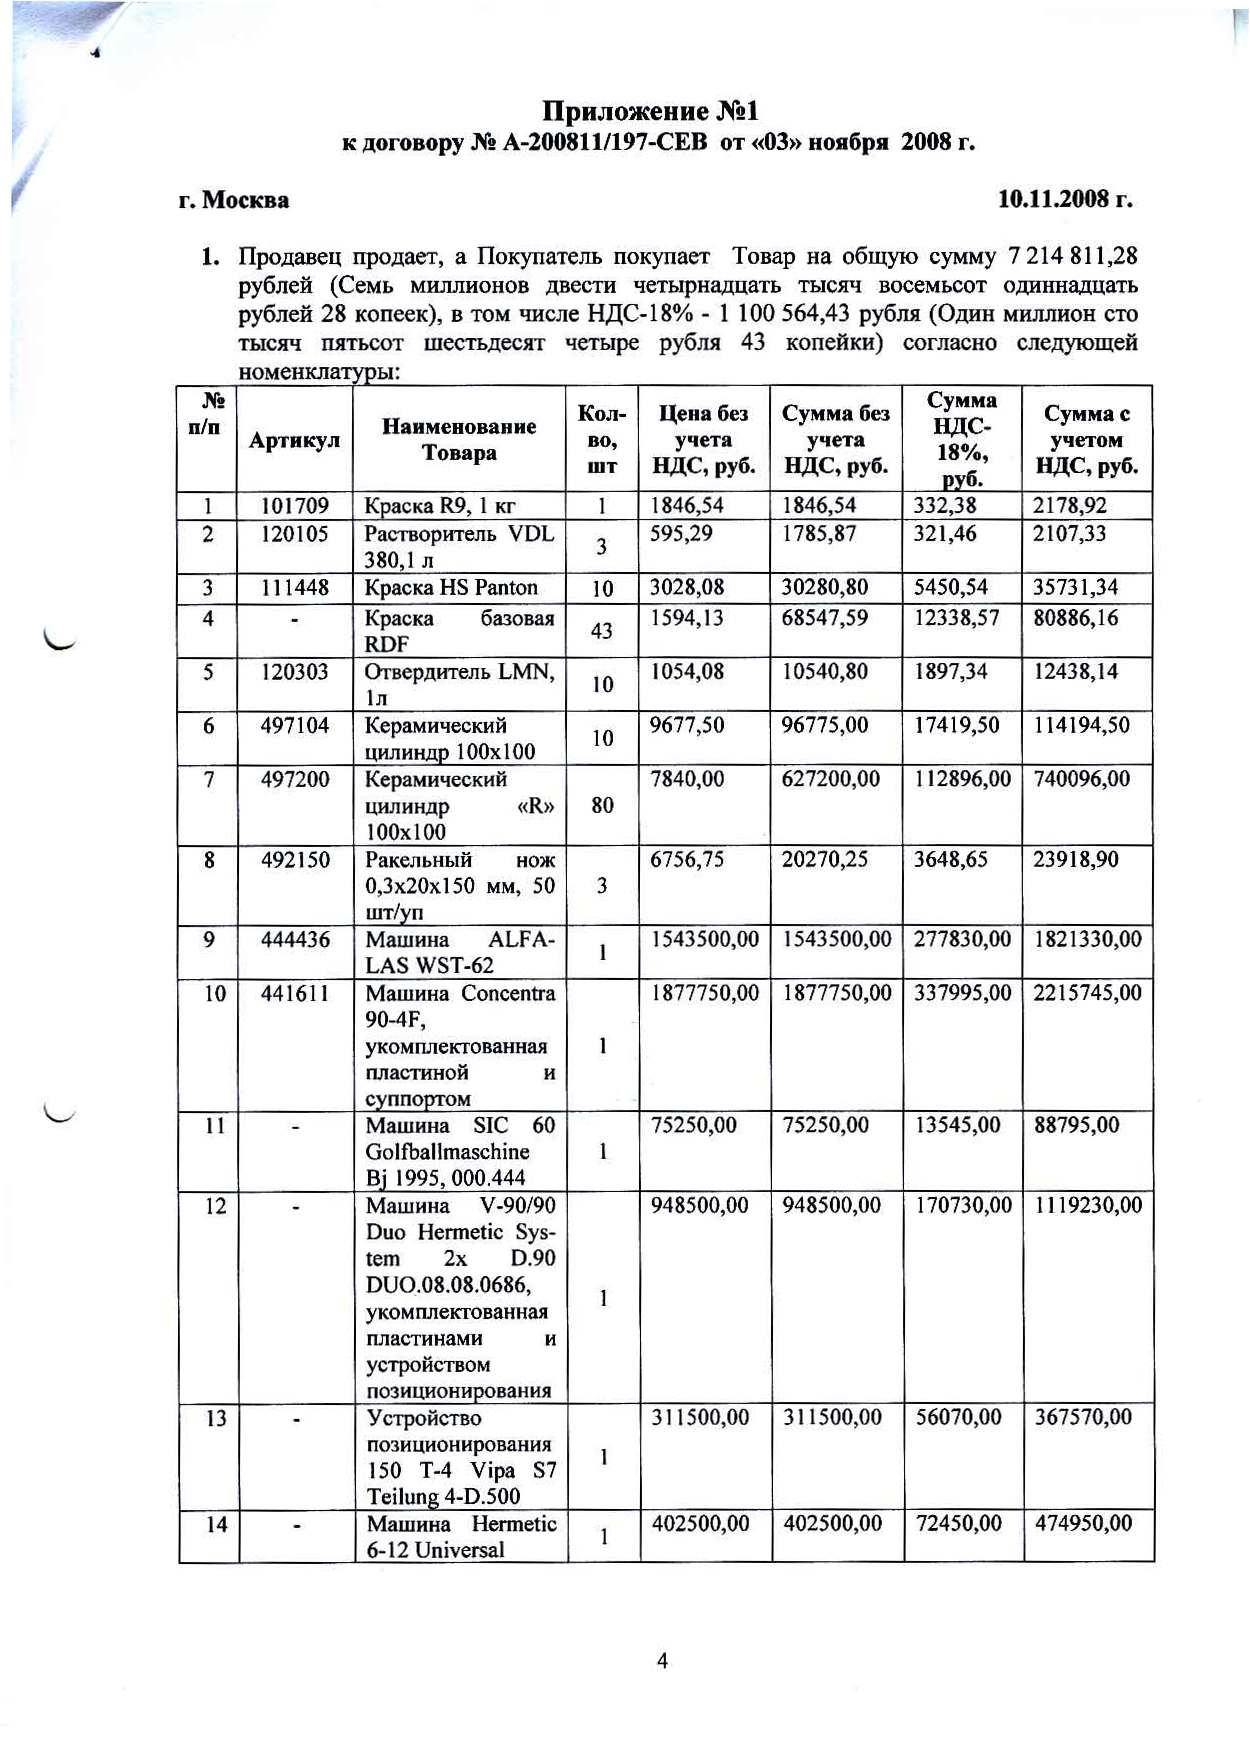 Приложение №1
к договору № А-200811/197-СЕВ от «03» ноября 2008 г.
г. Москва 10.11.2008 г.
1. Продавец продает, а Покупатель покупает Товар на общую сумму 7 214 811,28
рублей (Семь миллионов двести четырнадцать тысяч восемьсот одиннадцать
рублей 28 копеек), в том числе НДС-18% - 1 100 564,43 рубля (Один миллион сто
тысяч пятьсот шестьдесят четыре рубля 43 копейки) согласно следующей
номенклатуры:
№
п/п
Артикул
Наименование
Товара
Кол-
во,
шт
Цена без
учета
НДС, руб.
Сумма без
учета
НДС, руб.
Сумма
НДС-
18%,
руб.
Сумма с
учетом
НДС, руб.
1 101709 Краска R9, 1 кг 1 1846,54 1846,54 332,38 2178,92
2 120105 Растворитель VDL 3 595,29 1785,87 321,46 2107,33
380,1 л
3 111448 Краска HS Panton 10 3028,08 30280,80 5450,54 35731,34
4 - Краска базовая 43 1594,13 68547,59 12338,57 80886,16
RDF
5 120303 Отвердитель LMN, 10 1054,08 10540,80 1897,34 12438,14
1л
6 497104 Керамический 10 9677,50 96775,00 17419,50 114194,50
цилиндр 100х100
7 497200 Керамический 80 7840,00 627200,00 112896,00 740096,00
цилиндр «R»
100х100
8 492150 Ракельный нож 3 6756,75 20270,25 3648,65 23918,90
0,3х20х150 мм, 50
шт/уп
9 444436 Машина ALFA- 1 1543500,00 1543500,00 277830,00 1821330,00
LAS WST-62
10 441611 Машина Concentra 1 1877750,00 1877750,00 337995,00 2215745,00
90-4F,
укомплектованная
пластиной и
суппортом
11 - Машина SIC 60 1 75250,00 75250,00 13545,00 88795,00
Golfballmaschine
Bj 1995, 000.444
12 - Машина V-90/90 1 948500,00 948500,00 170730,00 1119230,00
Duo Hermetic Sys-
tem 2x D.90
DUO.08.08.0686,
укомплектованная
пластинами и
устройством
позиционирования
13 - Устройство 1 311500,00 311500,00 56070,00 367570,00
позиционирования
150 T-4 Vipa S7
Teilung 4-D.500
14 - Машина Hermetic 1 402500,00 402500,00 72450,00 474950,00
6-12 Universal
4